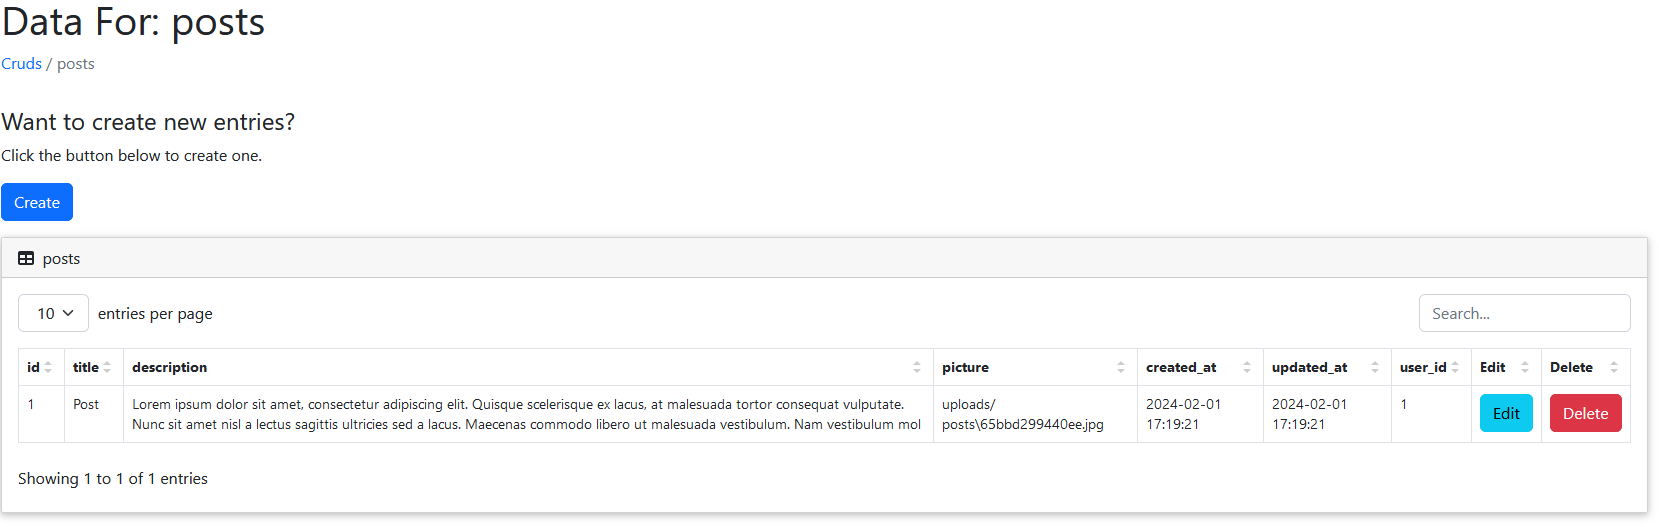 Data For: posts
Cruds / posts
Want to create new entries?
Click the button below to create one.
Create
posts
10 entries per page
Search...
id title description picture created_at updated_at user_id Edit Delete
1 Post Lorem ipsum dolor sit amet, consectetur adipiscing elit. Quisque scelerisque ex lacus, at malesuada tortor consequat vulputate. uploads/ 2024-02-01 2024-02-01 1 Edit Delete
Nunc sit amet nisl a lectus sagittis ultricies sed a lacus. Maecenas commodo libero ut malesuada vestibulum. Nam vestibulum mol posts\65bbd299440ee.jpg 17:19:21 17:19:21
Showing 1 to 1 of 1 entries